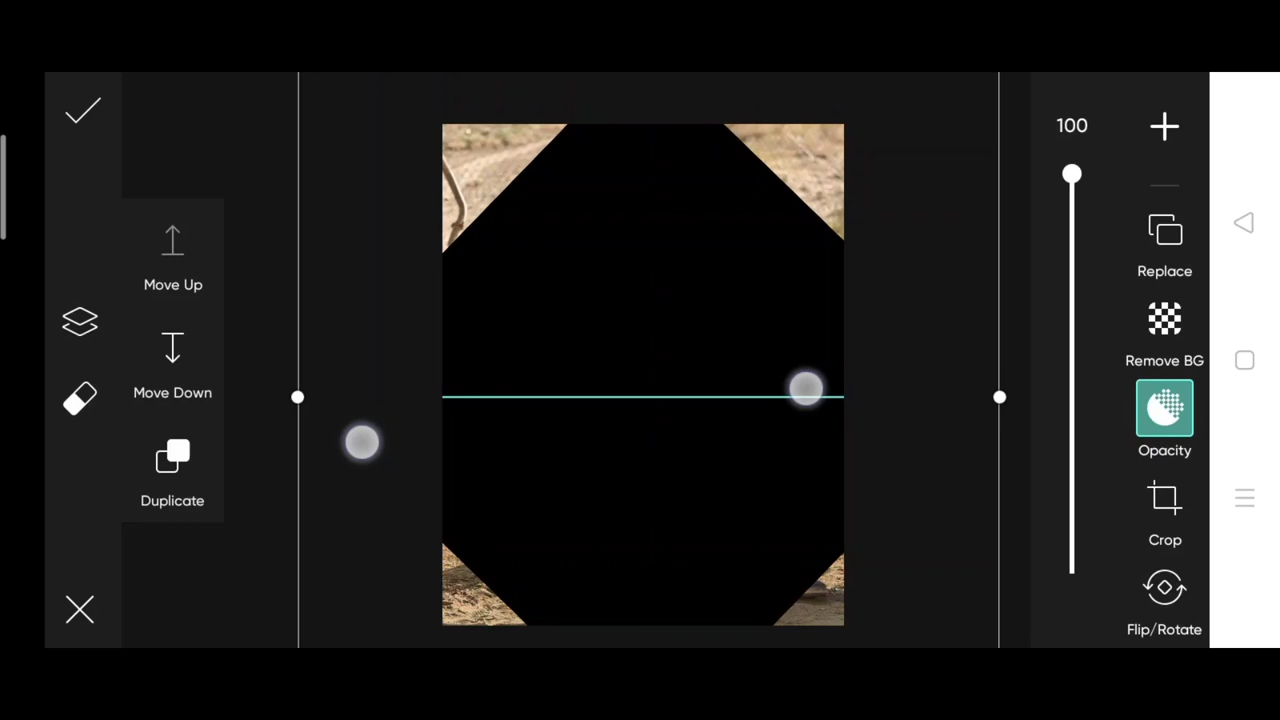 100
Move Up
Move Down
Duplicate
Replace
Remove BG
Opacity
Crop
Flip/Rotate